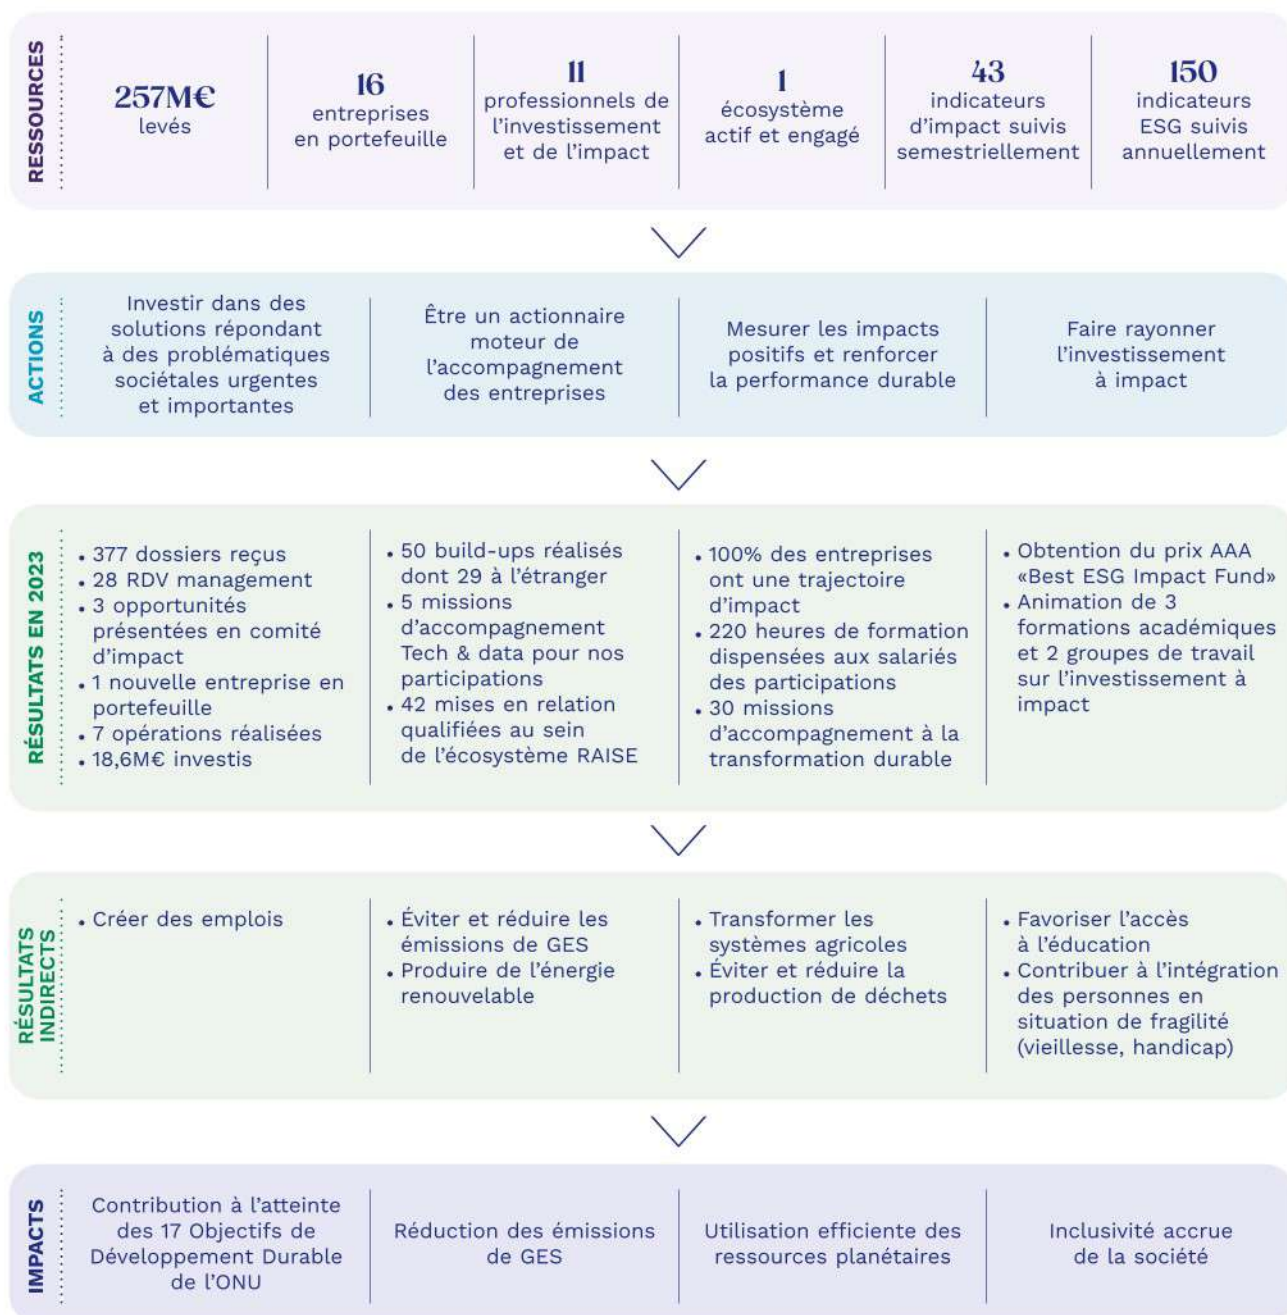 RESSOURCES
257M€
levés
16
entreprises
en portefeuille
11
professionnels de
l'investissement
et de l'impact
1
écosystème
actif et engagé
43
indicateurs
d'impact suivis
semestriellement
150
indicateurs
ESG suivis
annuellement
ACTIONS
Investir dans des
solutions répondant
à des problématiques
sociétales urgentes
et importantes
Être un actionnaire
moteur de
l'accompagnement
des entreprises
Mesurer les impacts
positifs et renforcer
la performance durable
Faire rayonner
l'investissement
à impact
RÉSULTATS EN 2023
• 377 dossiers reçus
• 28 RDV management
• 3 opportunités
présentées en comité
d'impact
• 1 nouvelle entreprise en
portefeuille
• 7 opérations réalisées
• 18,6M€ investis
• 50 build-ups réalisés
dont 29 à l'étranger
• 5 missions
d'accompagnement
Tech & data pour nos
participations
• 42 mises en relation
qualifiées au sein
de l'écosystème RAISE
• 100% des entreprises
ont une trajectoire
d'impact
• 220 heures de formation
dispensées aux salariés
des participations
• 30 missions
d'accompagnement à la
transformation durable
• Obtention du prix AAA
«Best ESG Impact Fund»
• Animation de 3
formations académiques
et 2 groupes de travail
sur l'investissement à
impact
RÉSULTATS
INDIRECTS
• Créer des emplois
• Éviter et réduire les
émissions de GES
• Produire de l'énergie
renouvelable
• Transformer les
systèmes agricoles
• Éviter et réduire la
production de déchets
• Favoriser l'accès
à l'éducation
• Contribuer à l'intégration
des personnes en
situation de fragilité
(vieillesse, handicap)
IMPACTS
Contribution à l'atteinte
des 17 Objectifs de
Développement Durable
de l'ONU
Réduction des émissions
de GES
Utilisation efficiente des
ressources planétaires
Inclusivité accrue
de la société